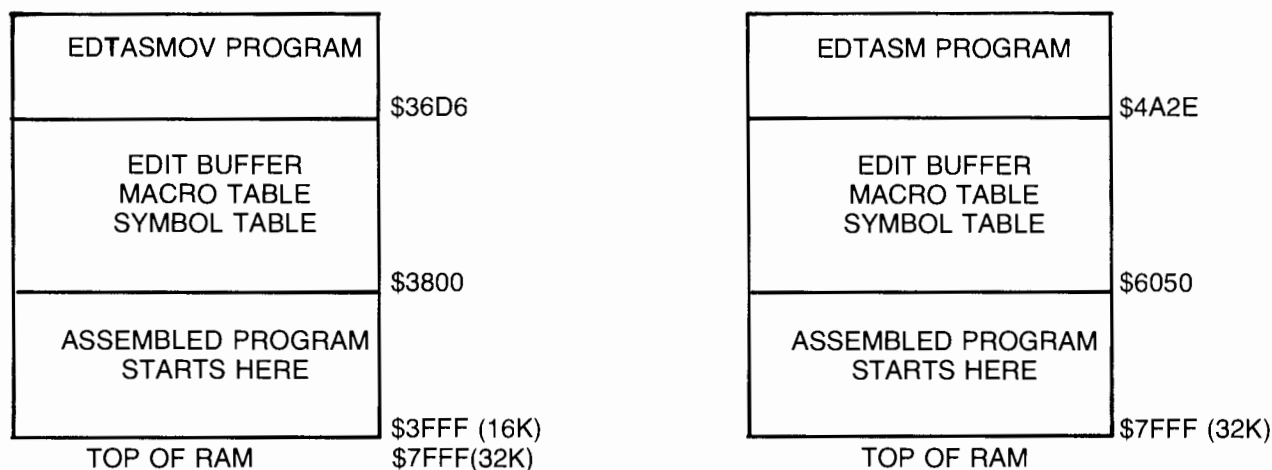 EDTASMOV PROGRAM
$36D6
EDIT BUFFER
MACRO TABLE
SYMBOL TABLE
$3800
ASSEMBLED PROGRAM
STARTS HERE
$3FFF (16K)
TOP OF RAM $7FFF(32K)
EDTASM PROGRAM
$4A2E
EDIT BUFFER
MACRO TABLE
SYMBOL TABLE
$6050
ASSEMBLED PROGRAM
STARTS HERE
$7FFF (32K)
TOP OF RAM